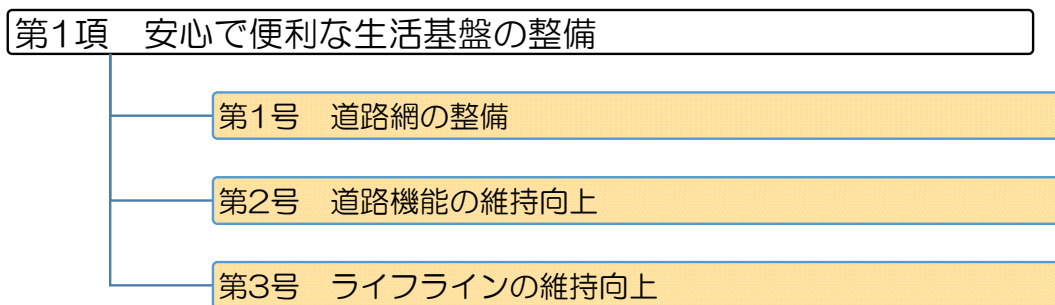 第1項　安心で便利な生活基盤の整備
第1号　道路網の整備
第2号　道路機能の維持向上
第3号　ライフラインの維持向上